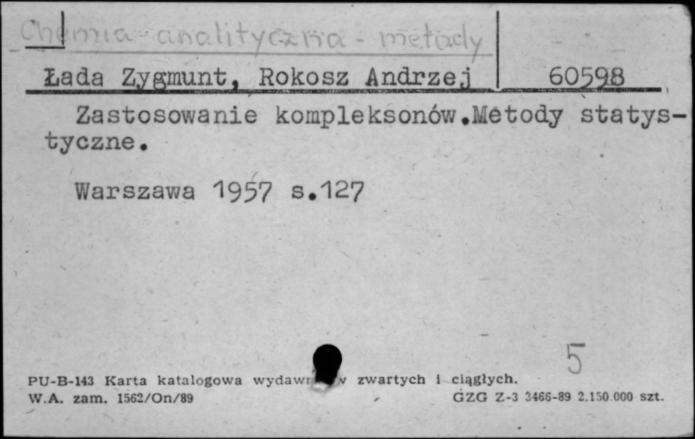 Chemia analityczna - metody
Łada Zygmunt, Rokosz Andrzej 60598
Zastosowanie kompleksonów.Metody statys-
tyczne.
Warszawa 1957 s.127
5
PU-B-143 Karta katalogowa zwartych i ciągłych.
W.A. zam. 1562/On/89 GZG Z-3 3466-89 2.150.000 szt.